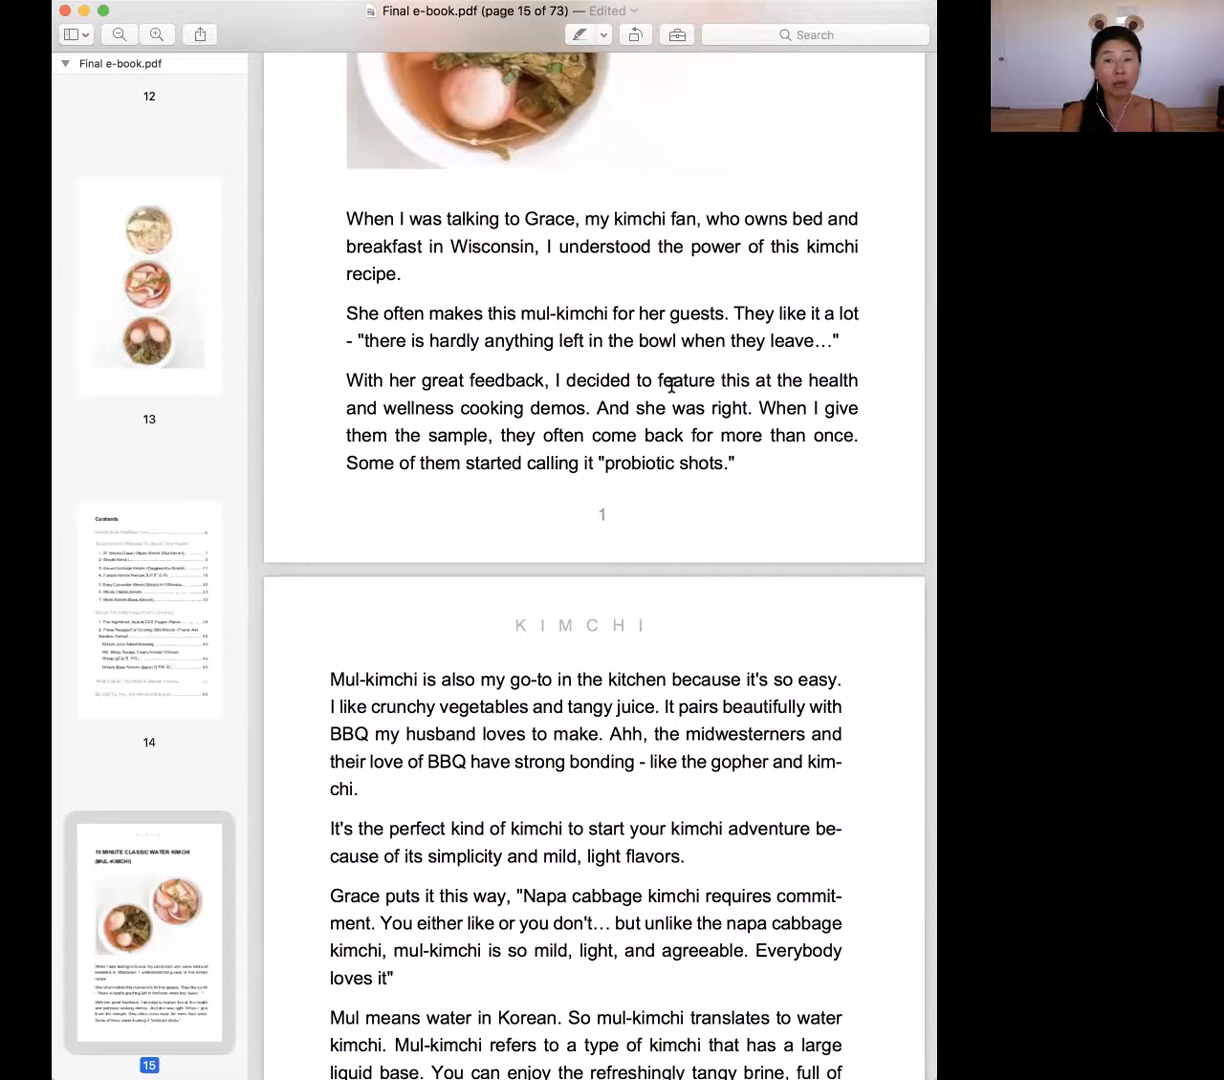 Final e-book.pdf (page 15 of 73) — Edited
Search
Final e-book.pdf
12
13
Contents
14
10 MINUTE CLASSIC WATER KIMCHI
(MUL-KIMCHI)
15
When I was talking to Grace, my kimchi fan, who owns bed and
breakfast in Wisconsin, I understood the power of this kimchi
recipe.
She often makes this mul-kimchi for her guests. They like it a lot
- "there is hardly anything left in the bowl when they leave…"
With her great feedback, I decided to feature this at the health
and wellness cooking demos. And she was right. When I give
them the sample, they often come back for more than once.
Some of them started calling it "probiotic shots."
1
KIMCHI
Mul-kimchi is also my go-to in the kitchen because it's so easy.
I like crunchy vegetables and tangy juice. It pairs beautifully with
BBQ my husband loves to make. Ahh, the midwesterners and
their love of BBQ have strong bonding - like the gopher and kim-
chi.
It's the perfect kind of kimchi to start your kimchi adventure be-
cause of its simplicity and mild, light flavors.
Grace puts it this way, "Napa cabbage kimchi requires commit-
ment. You either like or you don't… but unlike the napa cabbage
kimchi, mul-kimchi is so mild, light, and agreeable. Everybody
loves it"
Mul means water in Korean. So mul-kimchi translates to water
kimchi. Mul-kimchi refers to a type of kimchi that has a large
liquid base. You can enjoy the refreshingly tangy brine, full of